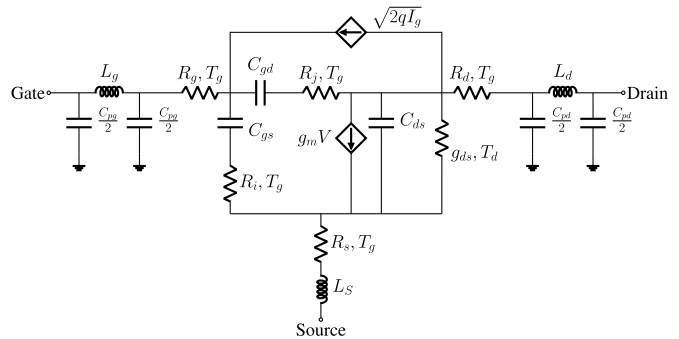 √2qI_g
C_gd
L_g
R_g, T_g
R_j, T_g
R_d, T_g
L_d
Gate
Drain
C_pg/2
C_pg/2
C_gs
g_mV
C_ds
g_ds, T_d
C_pd/2
C_pd/2
R_i, T_g
R_s, T_g
L_S
Source